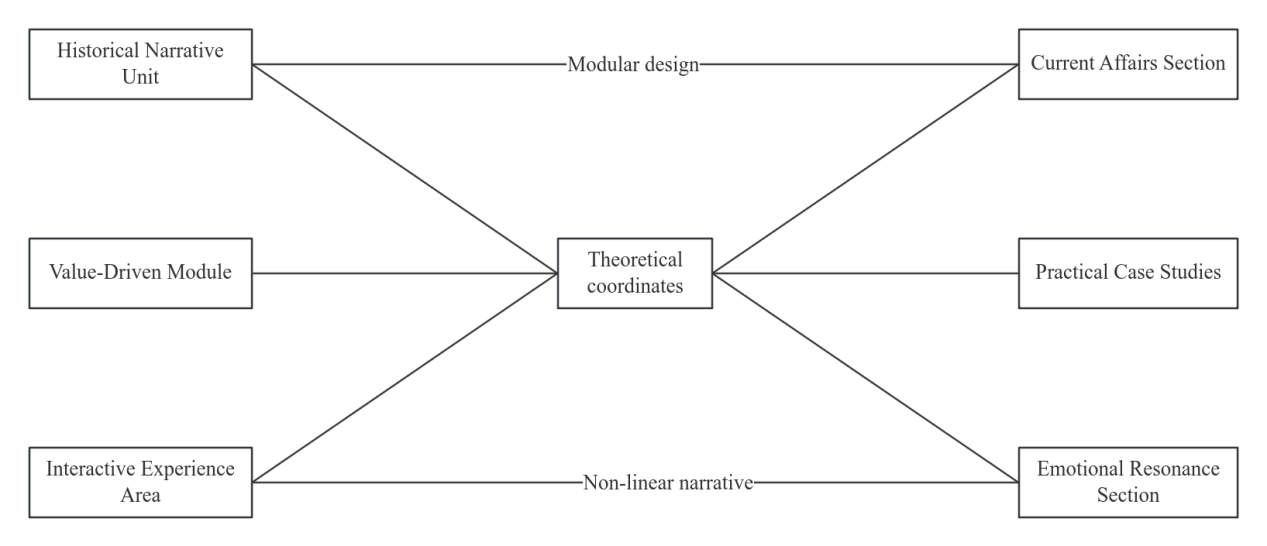 Historical Narrative
Unit
Modular design
Current Affairs Section
Value-Driven Module
Theoretical
coordinates
Practical Case Studies
Interactive Experience
Area
Non-linear narrative
Emotional Resonance
Section